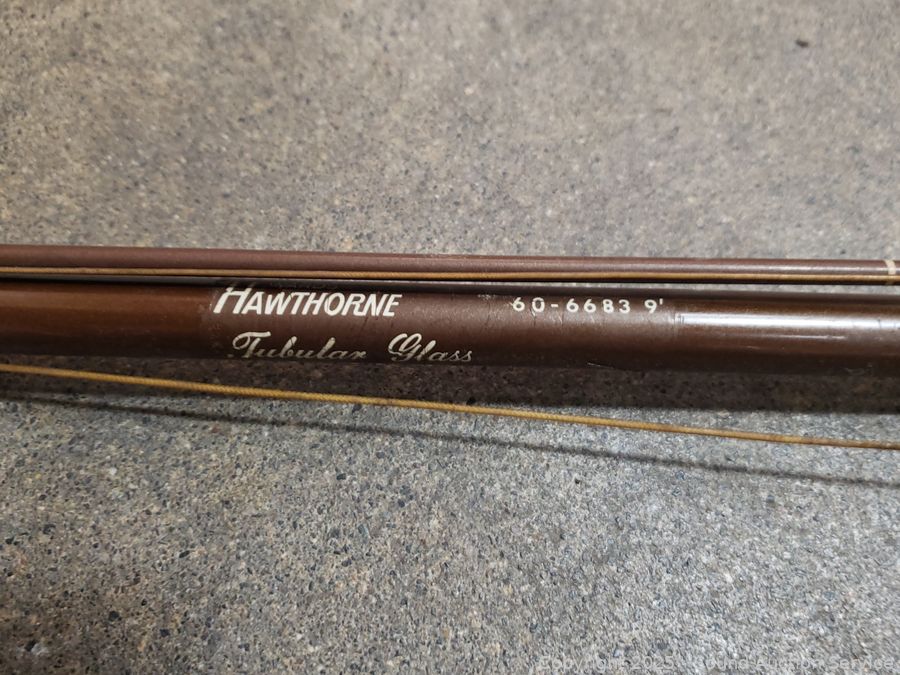 HAWTHORNE 60-6683 9'
Tubular Glass
Copyright 2025 - Sound Auction Service